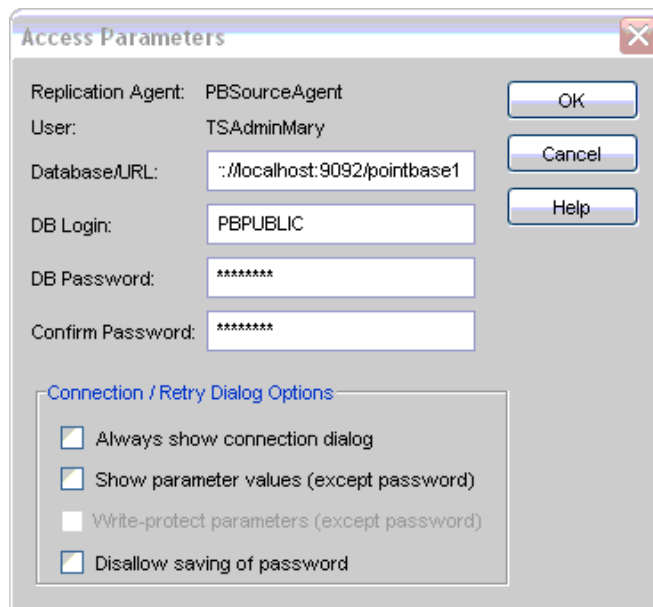 Access Parameters
Replication Agent: PBSourceAgent
OK
User: TSAdminMary
Database/URL: ://localhost:9092/pointbase1
Cancel
DB Login: PBPUBLIC
Help
DB Password: ********
Confirm Password: ********
Connection / Retry Dialog Options
Always show connection dialog
Show parameter values (except password)
Write-protect parameters (except password)
Disallow saving of password